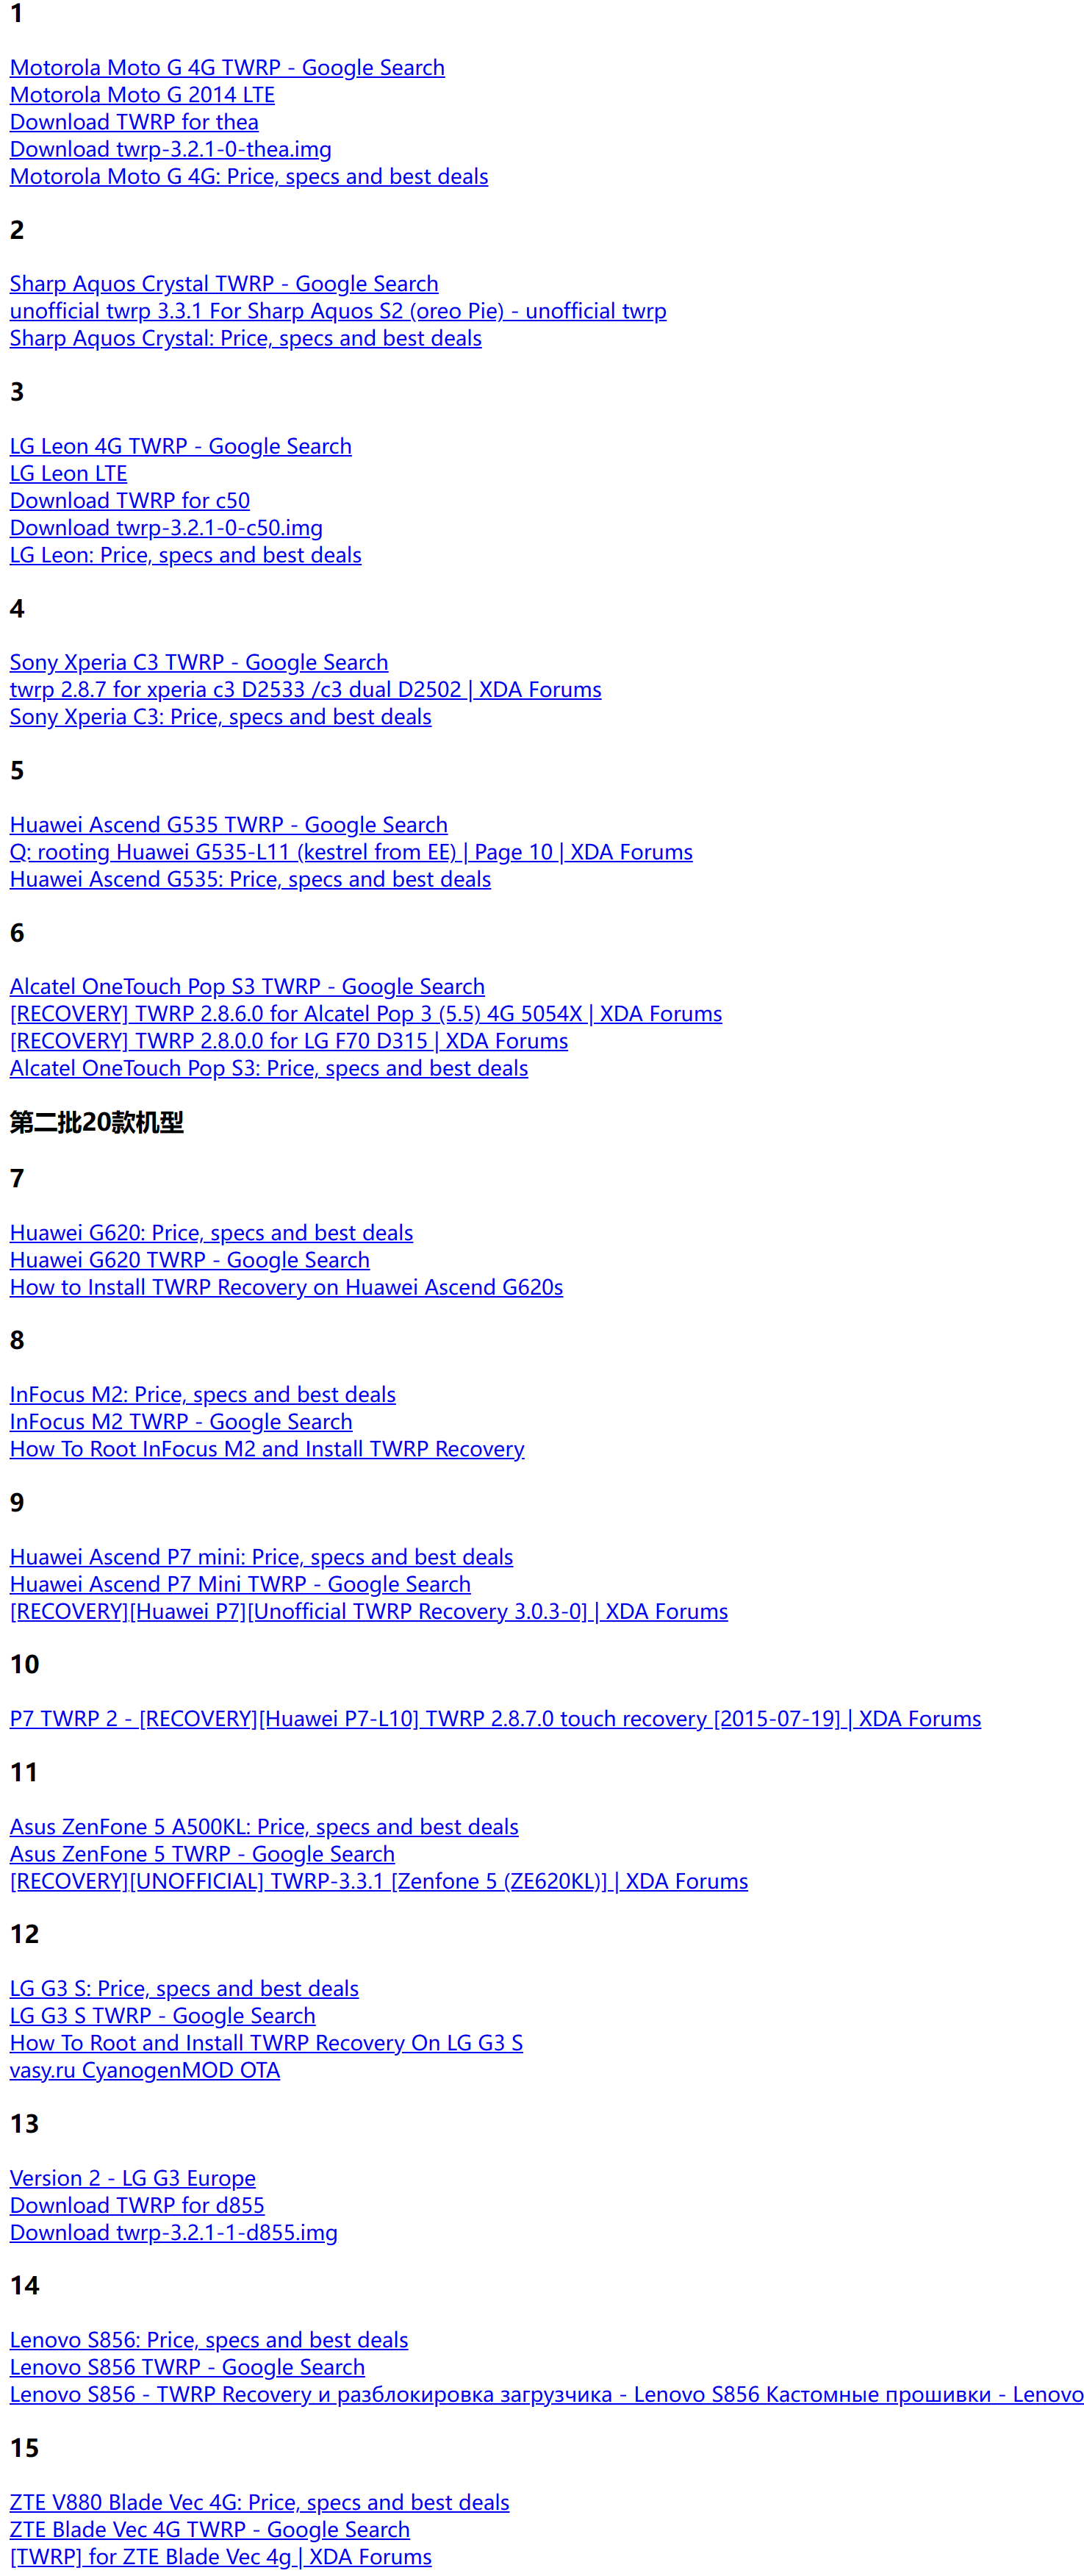 1
Motorola Moto G 4G TWRP - Google Search
Motorola Moto G 2014 LTE
Download TWRP for thea
Download twrp-3.2.1-0-thea.img
Motorola Moto G 4G: Price, specs and best deals
2
Sharp Aquos Crystal TWRP - Google Search
unofficial twrp 3.3.1 For Sharp Aquos S2 (oreo Pie) - unofficial twrp
Sharp Aquos Crystal: Price, specs and best deals
3
LG Leon 4G TWRP - Google Search
LG Leon LTE
Download TWRP for c50
Download twrp-3.2.1-0-c50.img
LG Leon: Price, specs and best deals
4
Sony Xperia C3 TWRP - Google Search
twrp 2.8.7 for xperia c3 D2533 /c3 dual D2502 | XDA Forums
Sony Xperia C3: Price, specs and best deals
5
Huawei Ascend G535 TWRP - Google Search
Q: rooting Huawei G535-L11 (kestrel from EE) | Page 10 | XDA Forums
Huawei Ascend G535: Price, specs and best deals
6
Alcatel OneTouch Pop S3 TWRP - Google Search
[RECOVERY] TWRP 2.8.6.0 for Alcatel Pop 3 (5.5) 4G 5054X | XDA Forums
[RECOVERY] TWRP 2.8.0.0 for LG F70 D315 | XDA Forums
Alcatel OneTouch Pop S3: Price, specs and best deals
第二批20款机型
7
Huawei G620: Price, specs and best deals
Huawei G620 TWRP - Google Search
How to Install TWRP Recovery on Huawei Ascend G620s
8
InFocus M2: Price, specs and best deals
InFocus M2 TWRP - Google Search
How To Root InFocus M2 and Install TWRP Recovery
9
Huawei Ascend P7 mini: Price, specs and best deals
Huawei Ascend P7 Mini TWRP - Google Search
[RECOVERY][Huawei P7][Unofficial TWRP Recovery 3.0.3-0] | XDA Forums
10
P7 TWRP 2 - [RECOVERY][Huawei P7-L10] TWRP 2.8.7.0 touch recovery [2015-07-19] | XDA Forums
11
Asus ZenFone 5 A500KL: Price, specs and best deals
Asus ZenFone 5 TWRP - Google Search
[RECOVERY][UNOFFICIAL] TWRP-3.3.1 [Zenfone 5 (ZE620KL)] | XDA Forums
12
LG G3 S: Price, specs and best deals
LG G3 S TWRP - Google Search
How To Root and Install TWRP Recovery On LG G3 S
vasy.ru CyanogenMOD OTA
13
Version 2 - LG G3 Europe
Download TWRP for d855
Download twrp-3.2.1-1-d855.img
14
Lenovo S856: Price, specs and best deals
Lenovo S856 TWRP - Google Search
Lenovo S856 - TWRP Recovery и разблокировка загрузчика - Lenovo S856 Кастомные прошивки - Lenovo
15
ZTE V880 Blade Vec 4G: Price, specs and best deals
ZTE Blade Vec 4G TWRP - Google Search
[TWRP] for ZTE Blade Vec 4g | XDA Forums